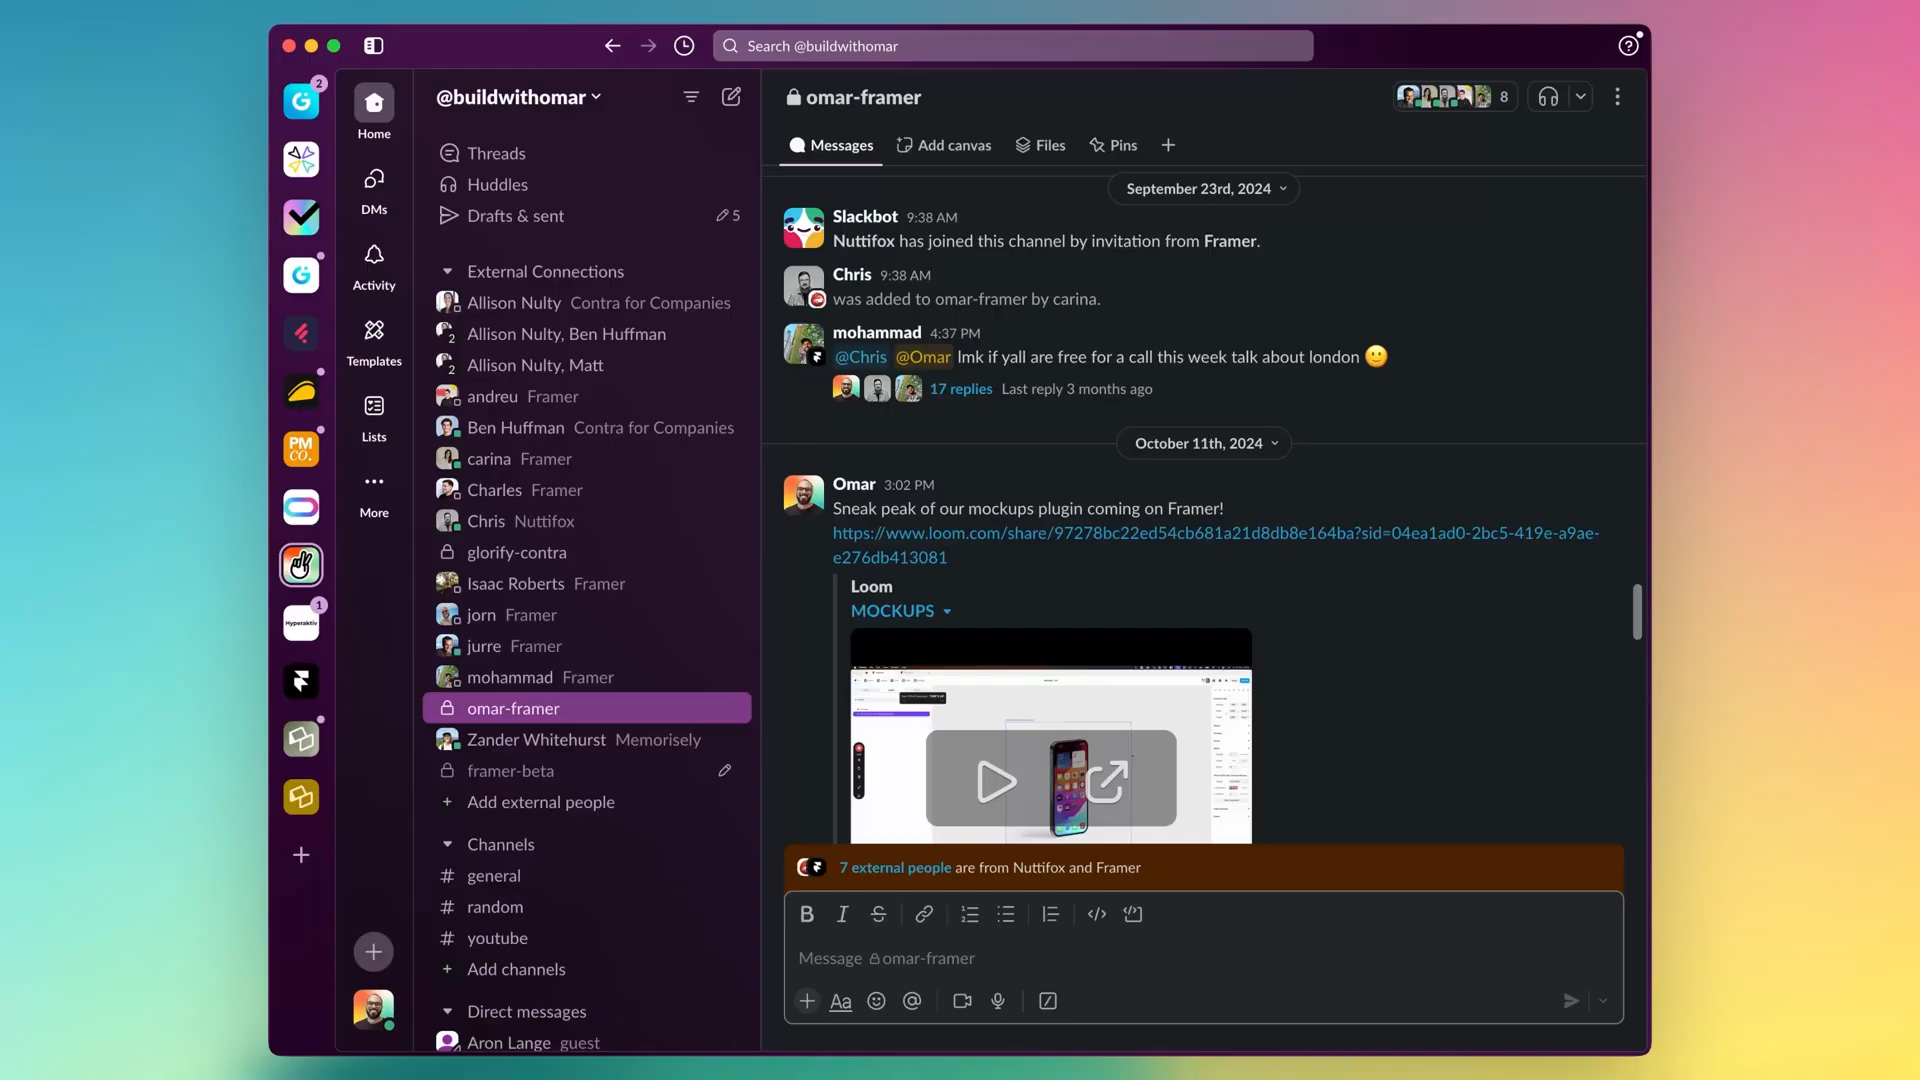 Search @buildwithomar
2
PM
CO.
1
Hyperaktiv
Home
DMs
Activity
Templates
Lists
More
@buildwithomar
Threads
Huddles
Drafts & sent 5
External Connections
Allison Nulty Contra for Companies
2 Allison Nulty, Ben Huffman
2 Allison Nulty, Matt
andreu Framer
Ben Huffman Contra for Companies
carina Framer
Charles Framer
Chris Nuttifox
glorify-contra
Isaac Roberts Framer
jorn Framer
jurre Framer
mohammad Framer
omar-framer
Zander Whitehurst Memorisely
framer-beta
Add external people
Channels
# general
# random
# youtube
+ Add channels
Direct messages
Aron Lange guest
omar-framer
8
Messages Add canvas Files Pins
September 23rd, 2024
Slackbot 9:38 AM
Nuttifox has joined this channel by invitation from Framer.
Chris 9:38 AM
was added to omar-framer by carina.
mohammad 4:37 PM
@Chris @Omar lmk if yall are free for a call this week talk about london
17 replies Last reply 3 months ago
October 11th, 2024
Omar 3:02 PM
Sneak peak of our mockups plugin coming on Framer!
https://www.loom.com/share/97278bc22ed54cb681a21d8db8e164ba?sid=04ea1ad0-2bc5-419e-a9ae-
e276db413081
Loom
MOCKUPS
7 external people are from Nuttifox and Framer
B I S
Message omar-framer
Aa